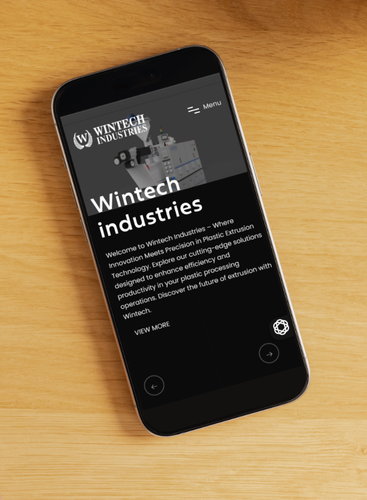 WINTECH
INDUSTRIES
Menu
Wintech
industries
Welcome to Wintech Industries – Where
Innovation Meets Precision in Plastic Extrusion
Technology. Explore our cutting-edge solutions
designed to enhance efficiency and
productivity in your plastic processing
operations. Discover the future of extrusion with
Wintech.
VIEW MORE